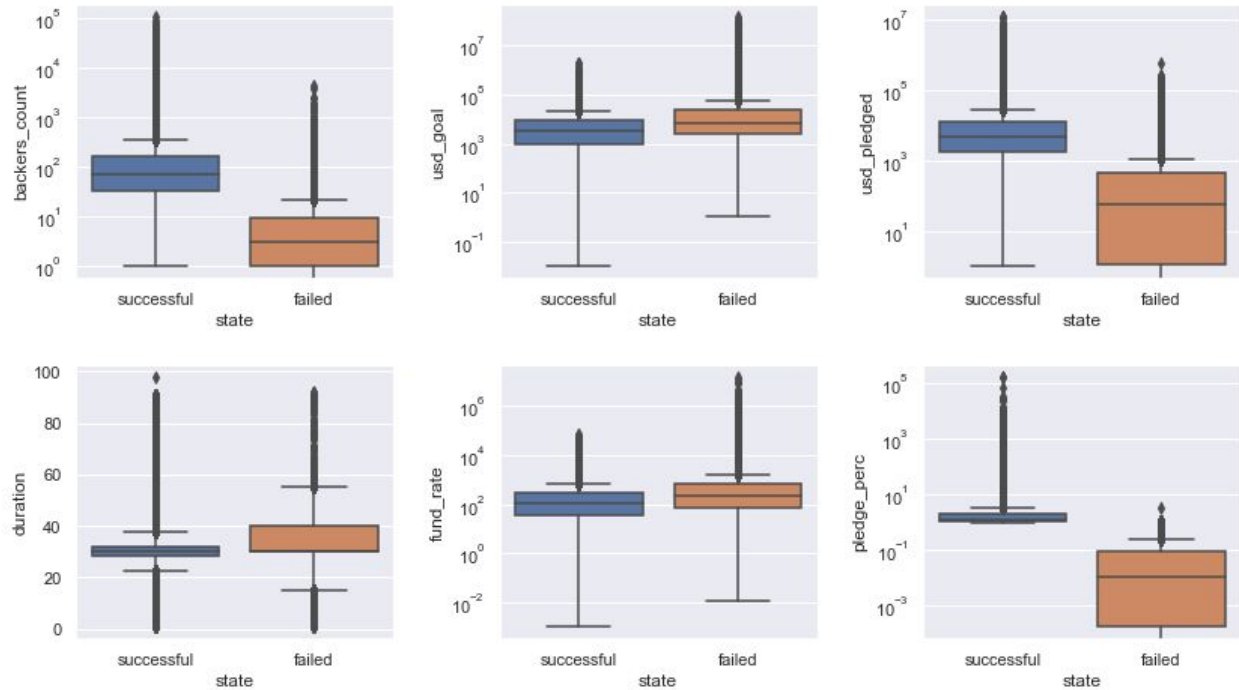 backers_count
10^5
10^4
10^3
10^2
10^1
10^0
successful failed
state
usd_goal
10^7
10^5
10^3
10^1
10^-1
successful failed
state
usd_pledged
10^7
10^5
10^3
10^1
successful failed
state
duration
100
80
60
40
20
0
successful failed
state
fund_rate
10^6
10^4
10^2
10^0
10^-2
successful failed
state
pledge_perc
10^5
10^3
10^1
10^-1
10^-3
successful failed
state